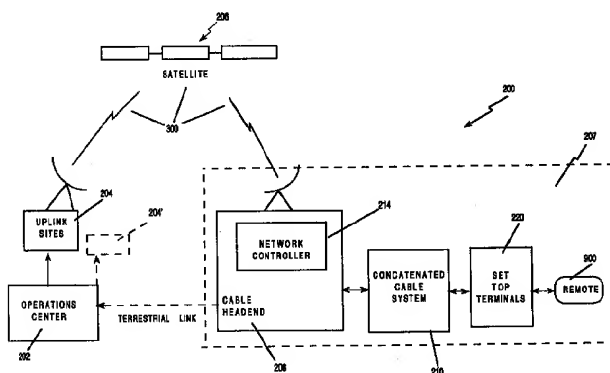 206
SATELLITE
200
300
207
204
204'
214
220
UPLINK
SITES
NETWORK
CONTROLLER
CONCATENATED
CABLE
SYSTEM
SET
TOP
TERMINALS
900
REMOTE
OPERATIONS
CENTER
CABLE
HEADEND
TERRESTRIAL LINK
202
208
210